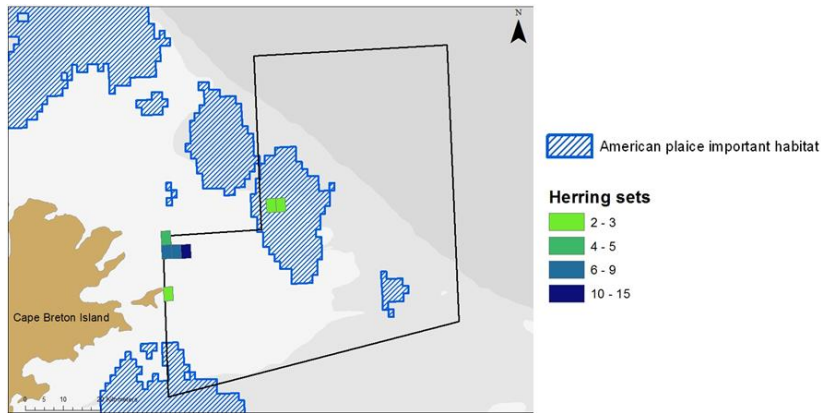 N
American plaice important habitat
Herring sets
2 - 3
4 - 5
6 - 9
10 - 15
Cape Breton Island
0 5 10 20 Kilometers